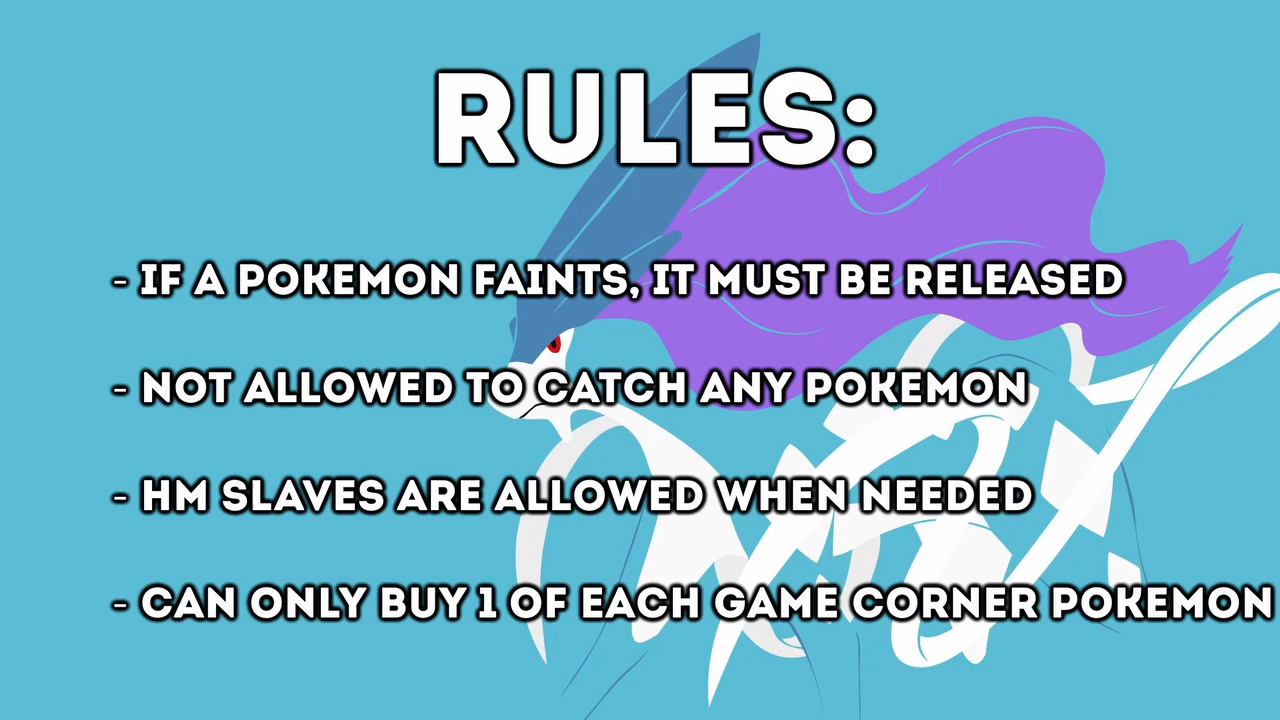 RULES:
- IF A POKEMON FAINTS, IT MUST BE RELEASED
- NOT ALLOWED TO CATCH ANY POKEMON
- HM SLAVES ARE ALLOWED WHEN NEEDED
- CAN ONLY BUY 1 OF EACH GAME CORNER POKEMON